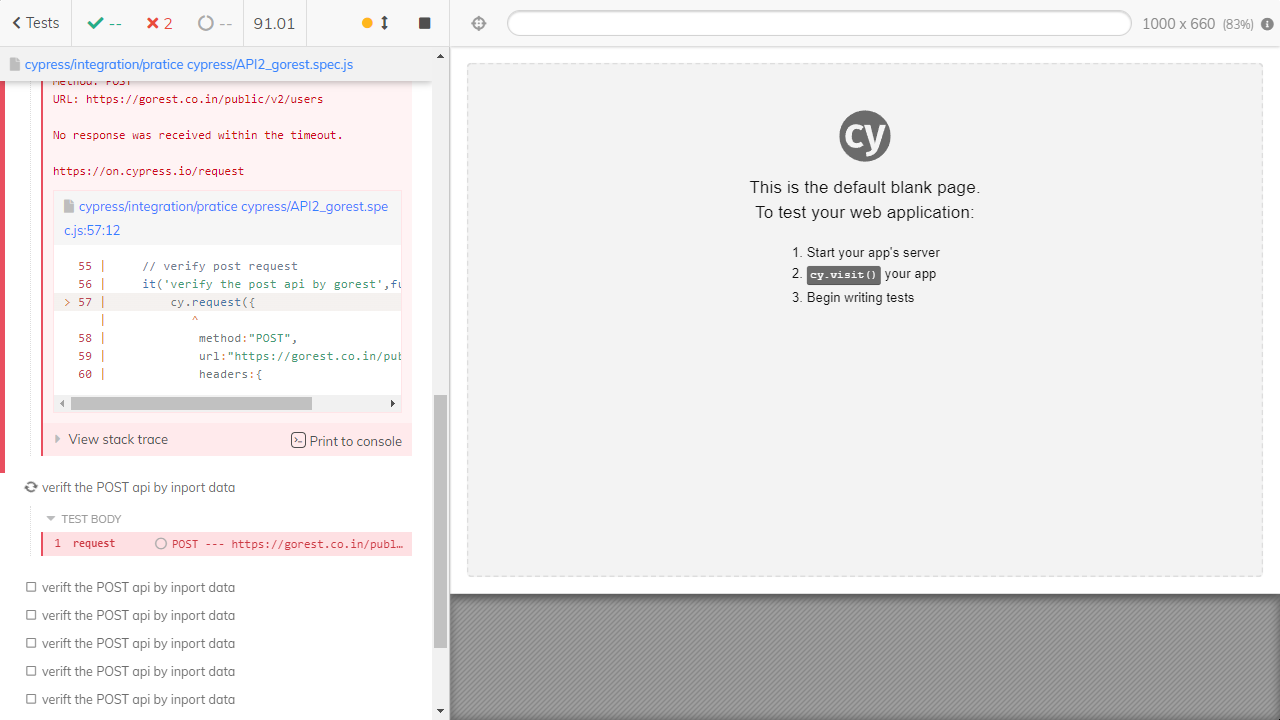 Tests
--
2
--
91.01
1000 x 660 (83%)
cypress/integration/pratice cypress/API2_gorest.spec.js
Method: POST
URL: https://gorest.co.in/public/v2/users
No response was received within the timeout.
https://on.cypress.io/request
cypress/integration/pratice cypress/API2_gorest.spe
c.js:57:12
55 | // verify post request
56 | it('verify the post api by gorest',fu
> 57 | cy.request({
| ^
58 | method:"POST",
59 | url:"https://gorest.co.in/pub
60 | headers:{
View stack trace
Print to console
verift the POST api by inport data
TEST BODY
1 request POST --- https://gorest.co.in/publ…
verift the POST api by inport data
verift the POST api by inport data
verift the POST api by inport data
verift the POST api by inport data
verift the POST api by inport data
cy
This is the default blank page.
To test your web application:
1. Start your app's server
2. cy.visit() your app
3. Begin writing tests